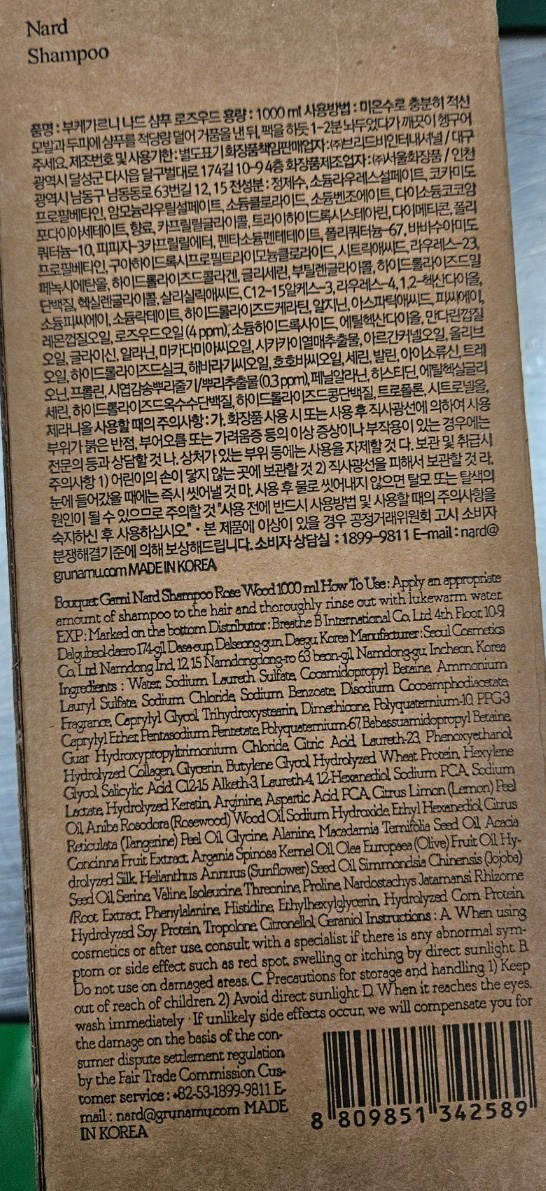 Nard
Shampoo
품명 : 부케가르니 나드 샴푸 로즈우드 용량 : 1000 ml 사용방법 : 미온수로 충분히 적신
모발과 두피에 샴푸를 적당량 덜어 거품을 낸 뒤, 팩을 하듯 1~2분 놔두었다가 깨끗이 헹구어
주세요. 제조번호 및 사용기한 : 별도표기 화장품책임판매업자 : ㈜브리드비인터내셔널 / 대구
광역시 달성군 다사읍 달구벌대로 174길 10-9 4층 화장품제조업자 : ㈜서울화장품 / 인천
광역시 남동구 남동동로 63번길 12, 15 전성분 : 정제수, 소듐라우레스설페이트, 코카미도
프로필베타인, 암모늄라우릴설페이트, 소듐클로라이드, 소듐벤조에이트, 다이소듐코코암
포다이아세테이트, 향료, 카프릴릴글라이콜, 트라이하이드록시스테아린, 다이메티콘, 폴리
쿼터늄-10, 피피지-3카프릴릴에터, 펜타소듐펜테테이트, 폴리쿼터늄-67, 바바수아미도
프로필베타인, 구아하이드록시프로필트라이모늄클로라이드, 시트릭애씨드, 라우레스-23,
페녹시에탄올, 하이드롤라이즈드콜라겐, 글리세린, 부틸렌글라이콜, 하이드롤라이즈드밀
단백질, 헥실렌글라이콜, 살리실릭애씨드, C12-15알케스-3, 라우레스-4, 1,2-헥산다이올,
소듐피씨에이, 소듐락테이트, 하이드롤라이즈드케라틴, 알지닌, 아스파틱애씨드, 피씨에이,
레몬껍질오일, 로즈우드오일 (4 ppm), 소듐하이드록사이드, 에틸헥산다이올, 만다린껍질
오일, 글라이신, 알라닌, 마카다미아씨오일, 시카카이열매추출물, 아르간커넬오일, 올리브
오일, 하이드롤라이즈드실크, 해바라기씨오일, 호호바씨오일, 세린, 발린, 아이소류신, 트레
오닌, 프롤린, 시엽감송뿌리줄기/뿌리추출물 (0.3 ppm), 페닐알라닌, 히스티딘, 에틸헥실글리
세린, 하이드롤라이즈드옥수수단백질, 하이드롤라이즈드콩단백질, 트로폴론, 시트로넬올,
제라니올 사용할 때의 주의사항 : 가. 화장품 사용 시 또는 사용 후 직사광선에 의하여 사용
부위가 붉은 반점, 부어오름 또는 가려움증 등의 이상 증상이나 부작용이 있는 경우에는
전문의 등과 상담할 것 나. 상처가 있는 부위 등에는 사용을 자제할 것 다. 보관 및 취급시
주의사항 1) 어린이의 손이 닿지 않는 곳에 보관할 것 2) 직사광선을 피해서 보관할 것 라.
눈에 들어갔을 때에는 즉시 씻어낼 것 마. 사용 후 물로 씻어내지 않으면 탈모 또는 탈색의
원인이 될 수 있으므로 주의할 것 "사용 전에 반드시 사용방법 및 사용할 때의 주의사항을
숙지하신 후 사용하십시오." · 본 제품에 이상이 있을 경우 공정거래위원회 고시 소비자
분쟁해결기준에 의해 보상해드립니다. 소비자 상담실 : 1899-9811 E-mail : nard@
grunamu.com MADE IN KOREA
Bouquet Garni Nard Shampoo Rose Wood 1000 ml How To Use : Apply an appropriate
amount of shampoo to the hair and thoroughly rinse out with lukewarm water.
EXP : Marked on the bottom Distributor : Breathe B International Co, Ltd 4th Floor, 10-9
Dalgubeol-daero 174-gil Dasa-eup, Dalseong-gun, Daegu, Korea Manufacturer : Seoul Cosmetics
Co, Ltd Namdong Ind, 12, 15 Namdongdong-ro 63 beon-gil, Namdong-gu, Incheon, Korea
Ingredients : Water, Sodium Laureth Sulfate, Cocamidopropyl Betaine, Ammonium
Lauryl Sulfate, Sodium Chloride, Sodium Benzoate, Disodium Cocoamphodiacetate,
Fragrance, Caprylyl Glycol, Trihydroxystearin, Dimethicone, Polyquaternium-10, PPG-3
Caprylyl Ether, Pentasodium Pentetate, Polyquaternium-67, Babassuamidopropyl Betaine,
Guar Hydroxypropyltrimonium Chloride, Citric Acid, Laureth-23, Phenoxyethanol
Hydrolyzed Collagen, Glycerin, Butylene Glycol, Hydrolyzed Wheat Protein, Hexylene
Glycol, Salicylic Acid, C12-15 Alketh-3, Laureth-4, 1,2-Hexanediol, Sodium PCA, Sodium
Lactate, Hydrolyzed Keratin, Arginine, Aspartic Acid, PCA, Citrus Limon (Lemon) Peel
Oil, Aniba Rosodora (Rosewood) Wood Oil, Sodium Hydroxide, Ethyl Hexanediol, Citrus
Reticulata (Tangerine) Peel Oil, Glycine, Alanine, Macadamia Ternifolia Seed Oil, Acacia
Concinna Fruit Extract, Argania Spinosa Kernel Oil, Olea Europaea (Olive) Fruit Oil, Hy-
drolyzed Silk, Helianthus Annuus (Sunflower) Seed Oil, Simmondsia Chinensis (Jojoba)
Seed Oil, Serine, Valine, Isoleucine, Threonine, Proline, Nardostachys Jatamansi Rhizome
/Root Extract, Phenylalanine, Histidine, Ethylhexylglycerin, Hydrolyzed Corn Protein,
Hydrolyzed Soy Protein, Tropolone, Citronellol, Geraniol Instructions : A. When using
cosmetics or after use, consult with a specialist if there is any abnormal sym-
ptom or side effect such as red spot, swelling or itching by direct sunlight. B.
Do not use on damaged areas. C. Precautions for storage and handling 1) Keep
out of reach of children. 2) Avoid direct sunlight. D. When it reaches the eyes,
wash immediately · If unlikely side effects occur, we will compensate you for
the damage on the basis of the con-
sumer dispute settlement regulation
by the Fair Trade Commission Cus-
tomer service : +82-53-1899-9811 E-
mail : nard@grunamu.com MADE
IN KOREA
8 809851 342589